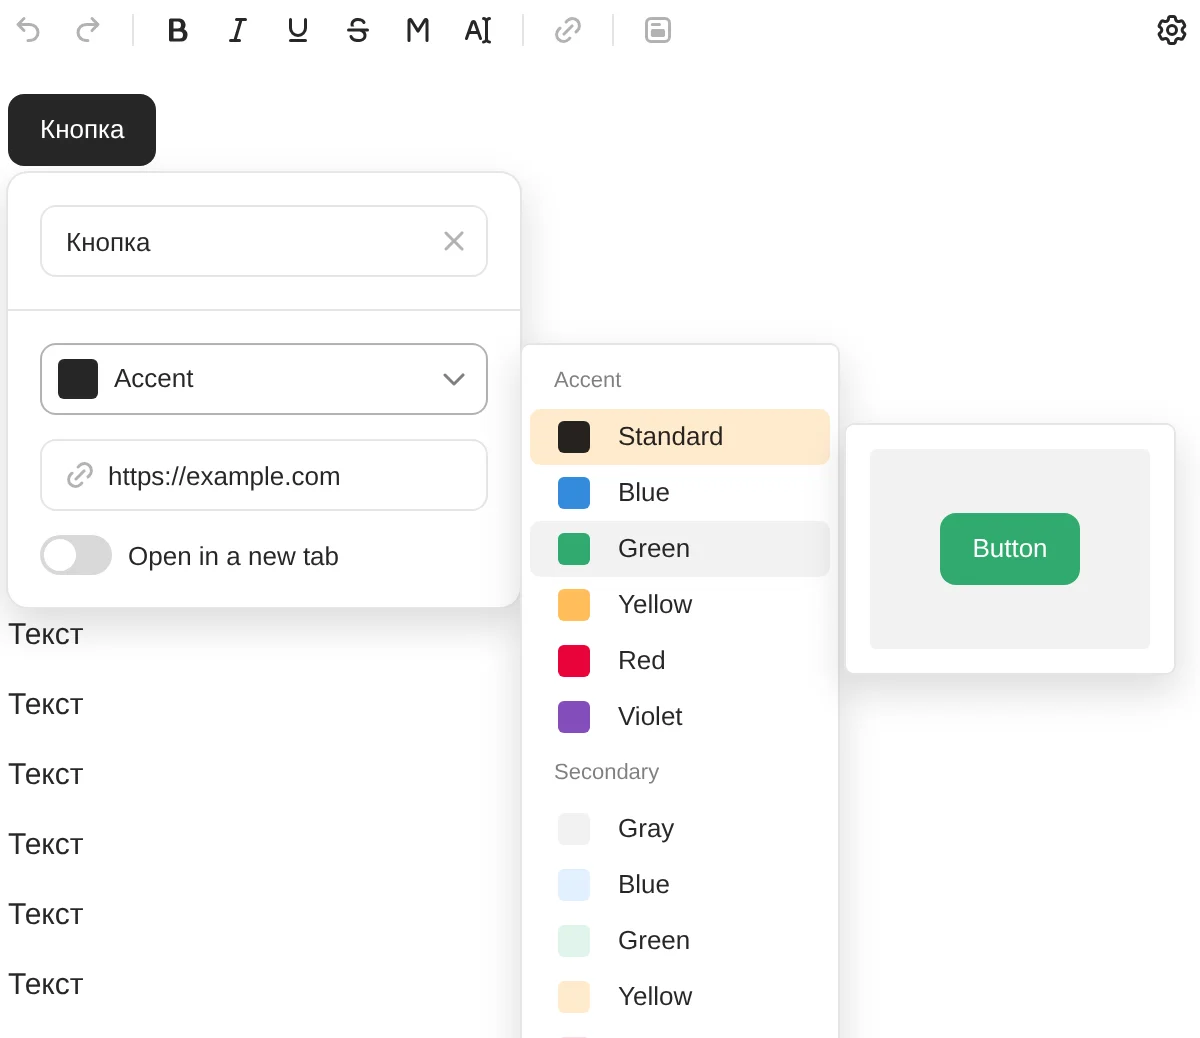 Кнопка
Кнопка
Accent
https://example.com
Open in a new tab
Accent
Standard
Blue
Green
Yellow
Red
Violet
Secondary
Gray
Blue
Green
Yellow
Button
Текст
Текст
Текст
Текст
Текст
Текст